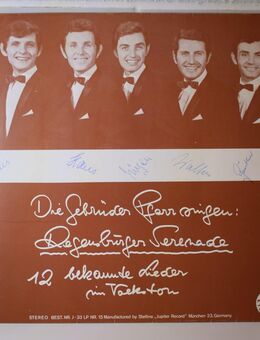 Die Gebrüder Pfarr singen:
Regensburger Serenade
12 bekannte Lieder
im Volkston
STEREO BEST. NR J-33 LP NR. 15 Manufactured by Stefino "Jupiter Record" München 23, Germany